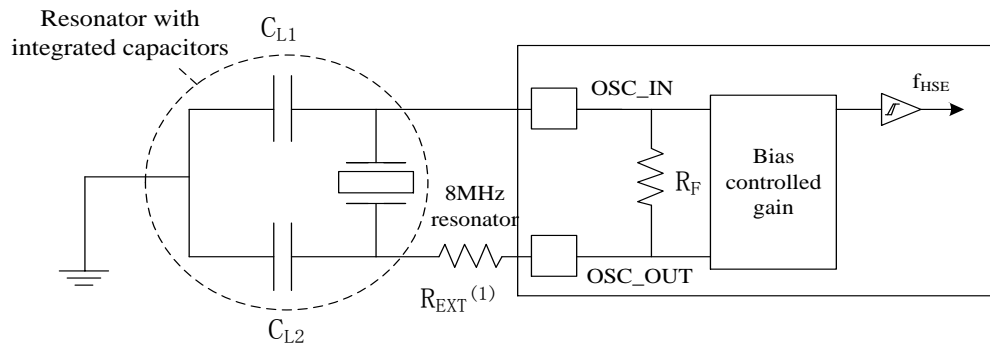 Resonator with
integrated capacitors
C_L1
OSC_IN
f_HSE
R_F
Bias
controlled
gain
8MHz
resonator
OSC_OUT
R_EXT (1)
C_L2